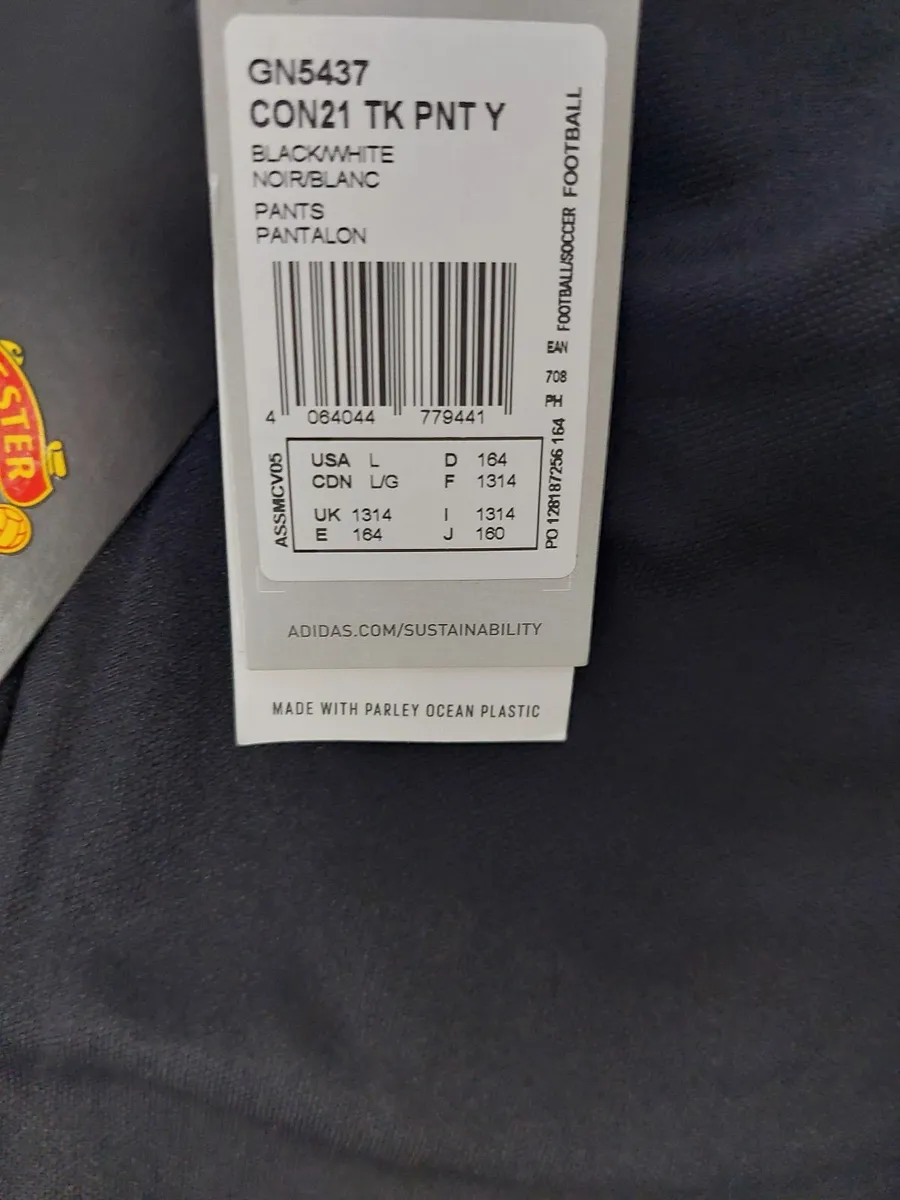 GN5437
CON21 TK PNT Y
BLACK/WHITE
NOIR/BLANC
PANTS
PANTALON
4 064044 779441
USA L D 164
CDN L/G F 1314
UK 1314 I 1314
E 164 J 160
ASSMCV05
PO 128187256 164 PH 708 EAN FOOTBALL/SOCCER FOOTBALL
ADIDAS.COM/SUSTAINABILITY
MADE WITH PARLEY OCEAN PLASTIC
STER